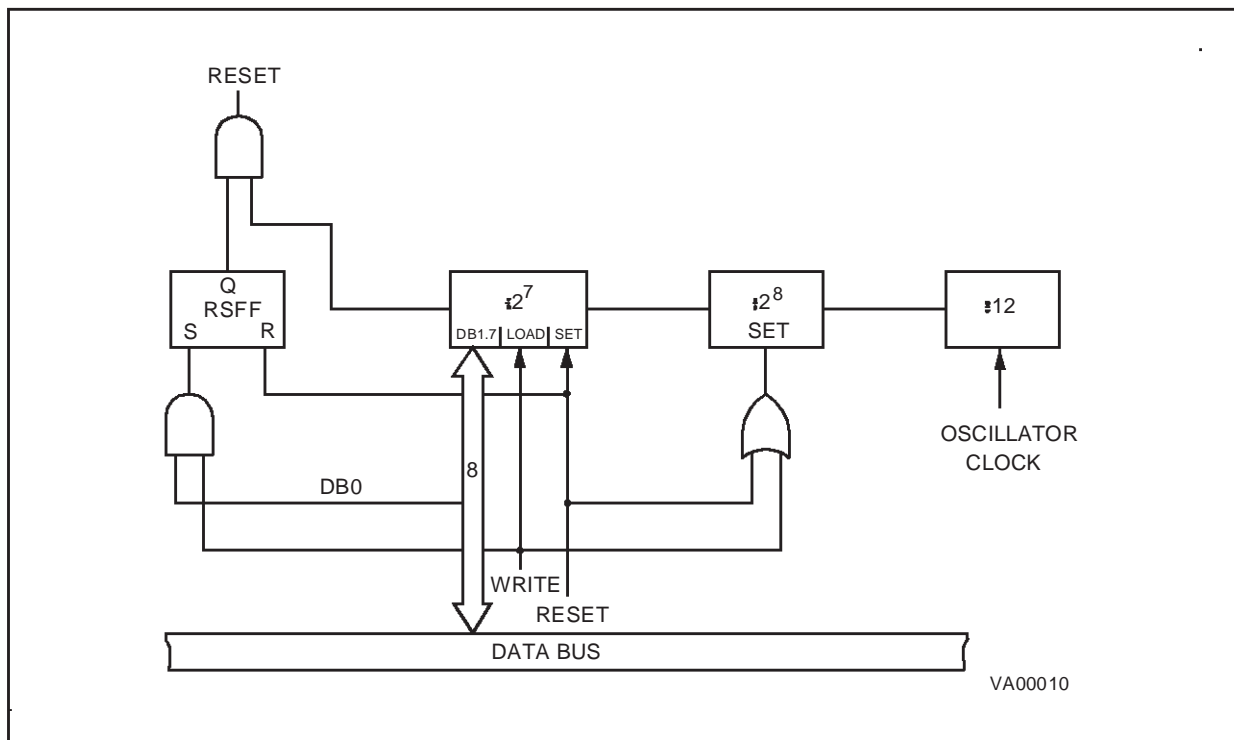 RESET
Q
RSFF
S R
÷2⁷
DB1.7 LOAD SET
÷2⁸
SET
÷12
OSCILLATOR
CLOCK
8
DB0
WRITE
RESET
DATA BUS
VA00010